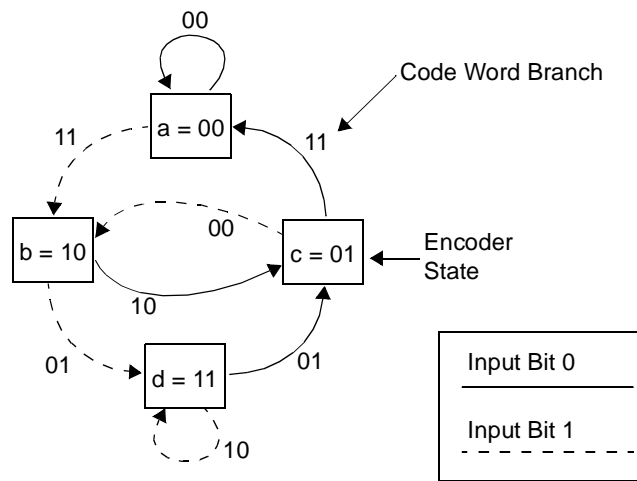 00
Code Word Branch
a = 00
11
11
00
b = 10
c = 01
Encoder
State
10
01
d = 11
01
10
Input Bit 0
Input Bit 1